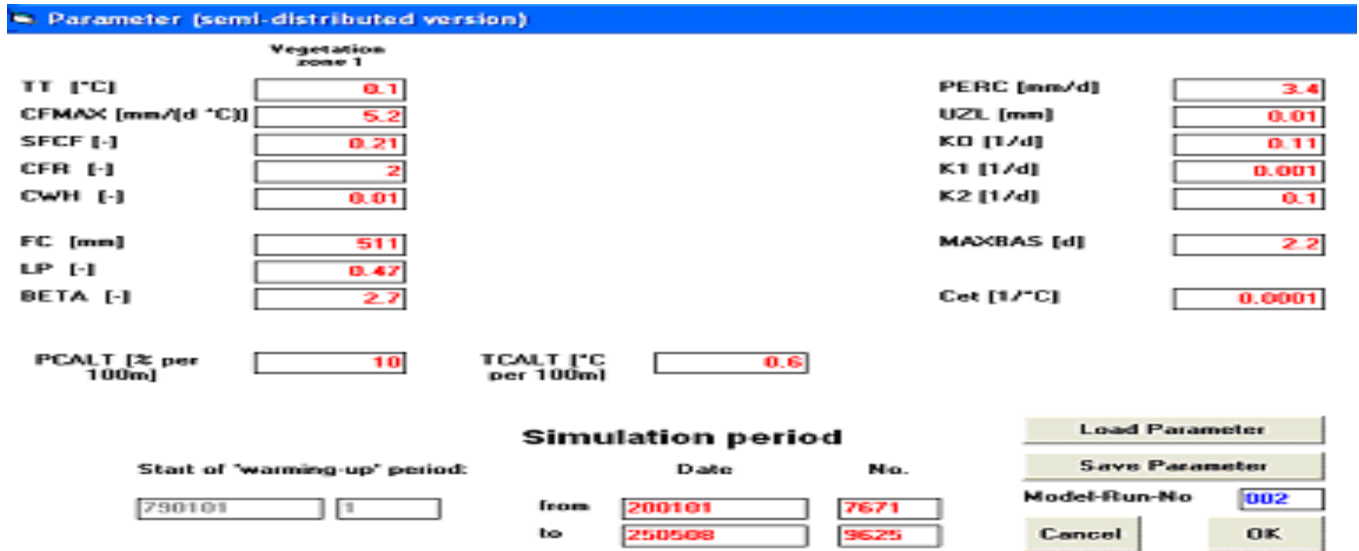 Parameter (semi-distributed version)
Vegetation
zone 1
TT [°C] 0.1 PERC [mm/d] 3.4
CFMAX [mm/(d °C)] 5.2 UZL [mm] 0.01
SFCF [-] 0.21 K0 [1/d] 0.11
CFR [-] 2 K1 [1/d] 0.001
CWH [-] 0.01 K2 [1/d] 0.1
FC [mm] 511 MAXBAS [d] 2.2
LP [-] 0.47
BETA [-] 2.7 Cet [1/°C] 0.0001
PCALT [% per
100m] 10 TCALT [°C
per 100m] 0.6
Simulation period Load Parameter
Start of 'warming-up' period: Date No. Save Parameter
790101 1 from 200101 7671 Model-Run-No 002
to 250508 9625 Cancel OK